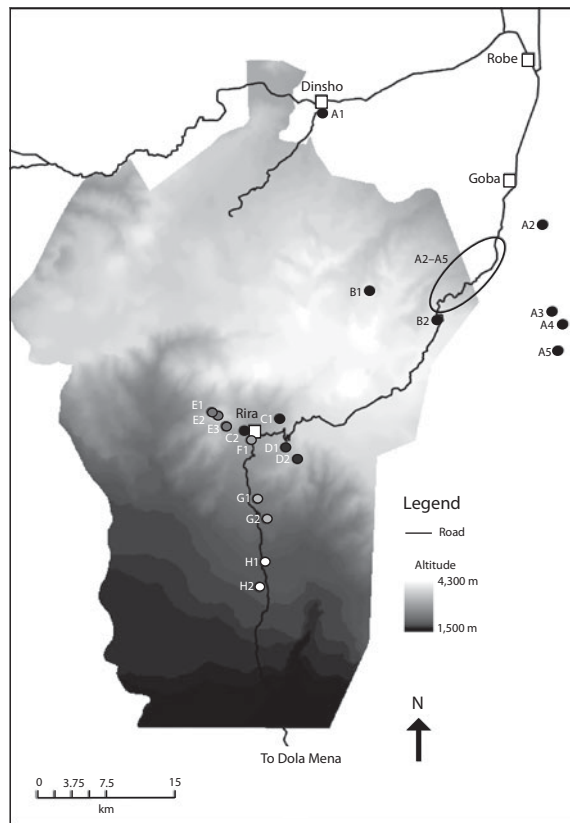 Robe
Dinsho
A1
Goba
A2
A2–A5
B1
B2
A3
A4
A5
E1
E2
E3
Rira
C1
C2
F1
D1
D2
G1
G2
H1
H2
Legend
Road
Altitude
4,300 m
1,500 m
N
To Dola Mena
0 3.75 7.5 15
km